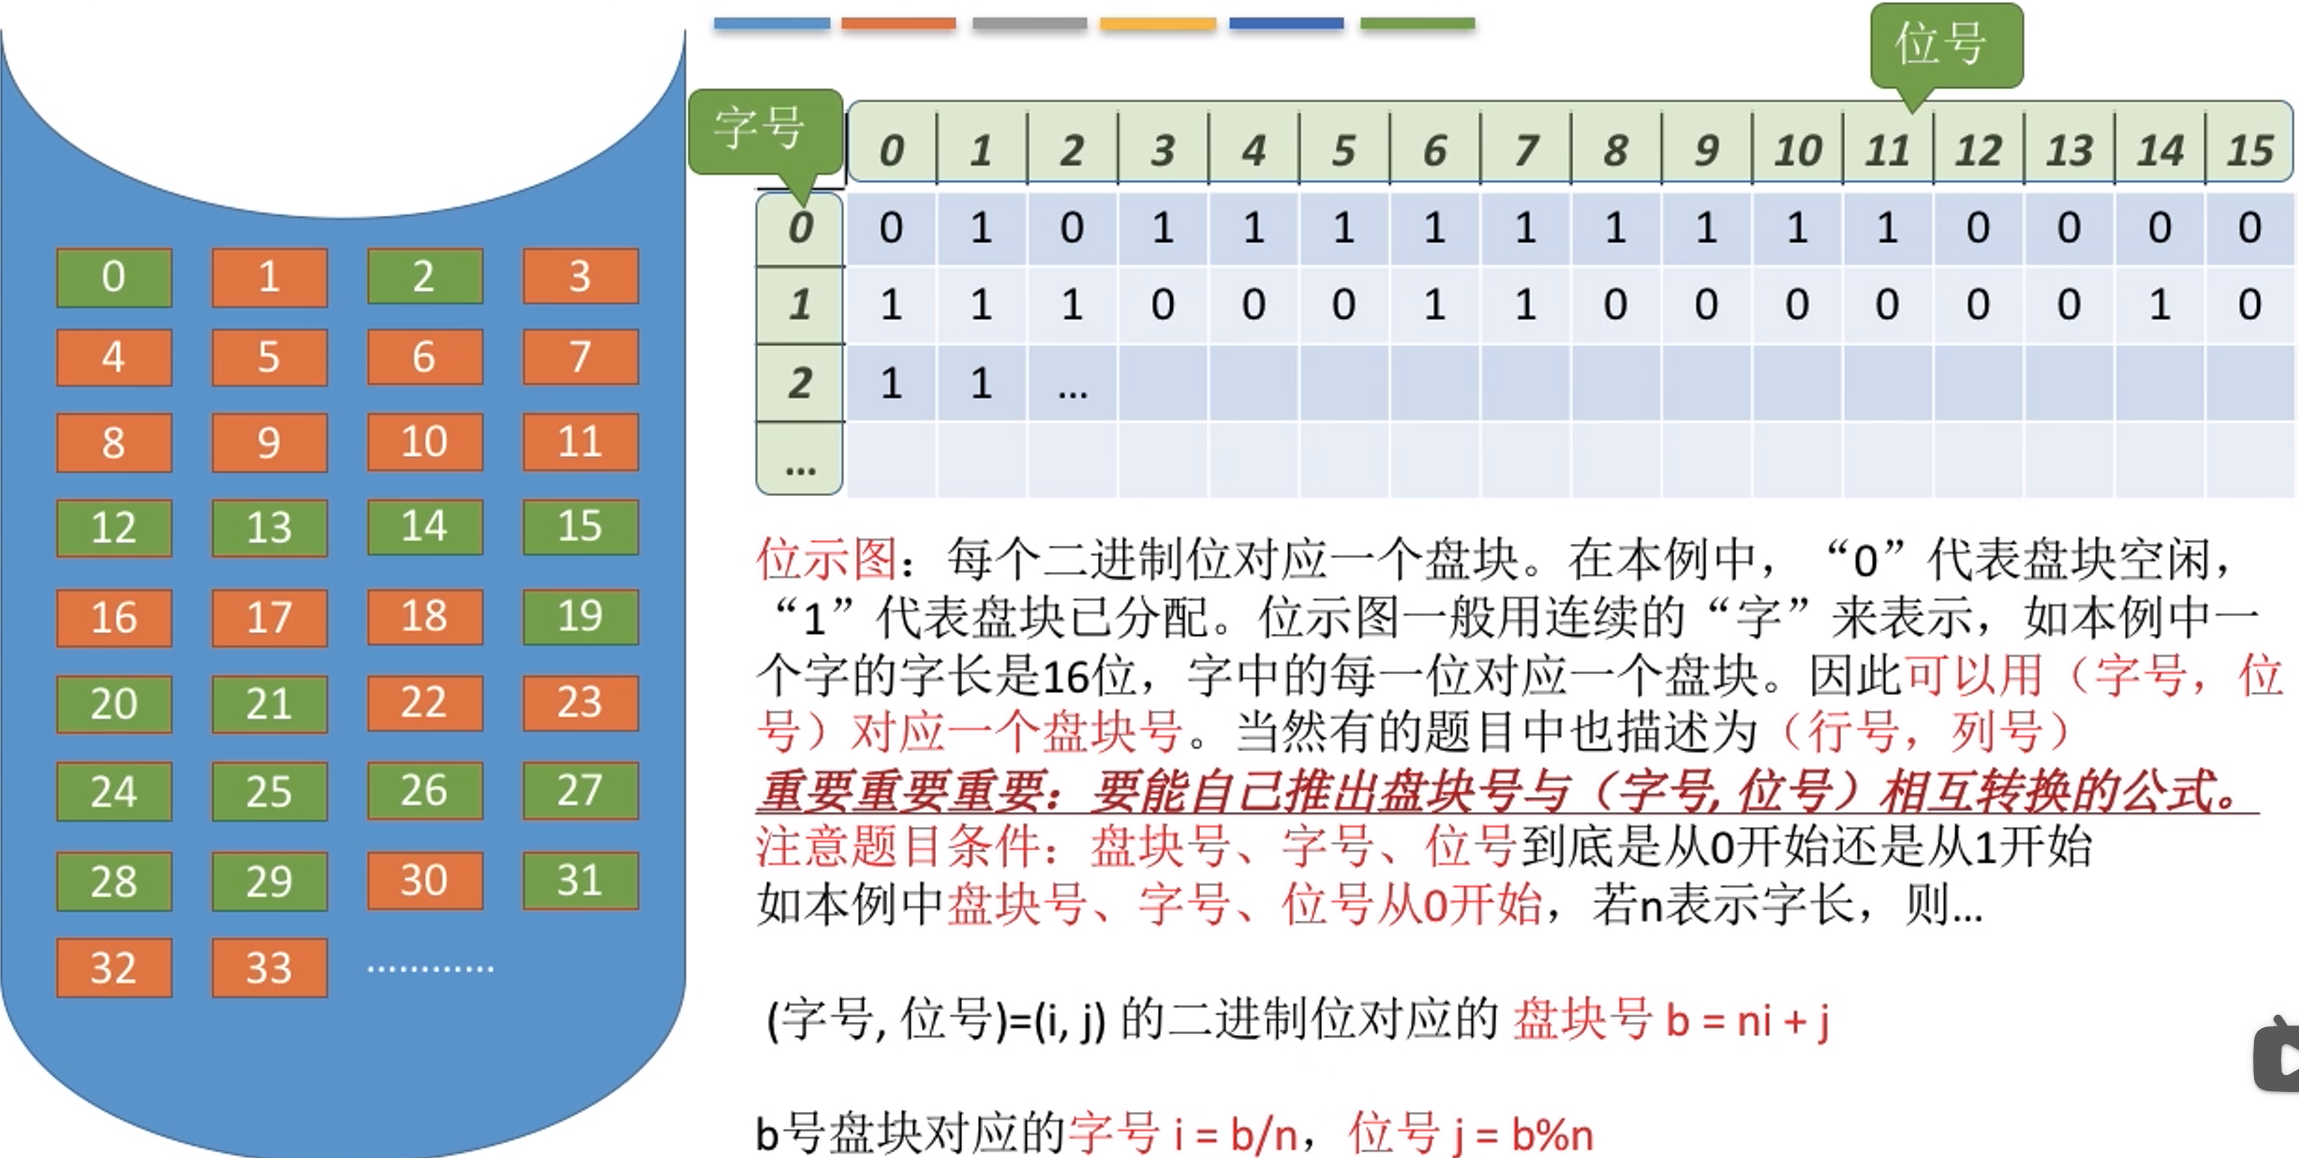 0 1 2 3
4 5 6 7
8 9 10 11
12 13 14 15
16 17 18 19
20 21 22 23
24 25 26 27
28 29 30 31
32 33 …………
位号
字号
0 1 2 3 4 5 6 7 8 9 10 11 12 13 14 15
0 0 1 0 1 1 1 1 1 1 1 1 1 0 0 0 0
1 1 1 1 0 0 0 1 1 0 0 0 0 0 0 1 0
2 1 1 ...
...
位示图：每个二进制位对应一个盘块。在本例中，“0”代表盘块空闲，
“1”代表盘块已分配。位示图一般用连续的“字”来表示，如本例中一
个字的字长是16位，字中的每一位对应一个盘块。因此可以用（字号，位
号）对应一个盘块号。当然有的题目中也描述为（行号，列号）
重要重要重要：要能自己推出盘块号与（字号, 位号）相互转换的公式。
注意题目条件：盘块号、字号、位号到底是从0开始还是从1开始
如本例中盘块号、字号、位号从0开始，若n表示字长，则...
(字号, 位号)=(i, j) 的二进制位对应的 盘块号 b = ni + j
b号盘块对应的字号 i = b/n，位号 j = b%n